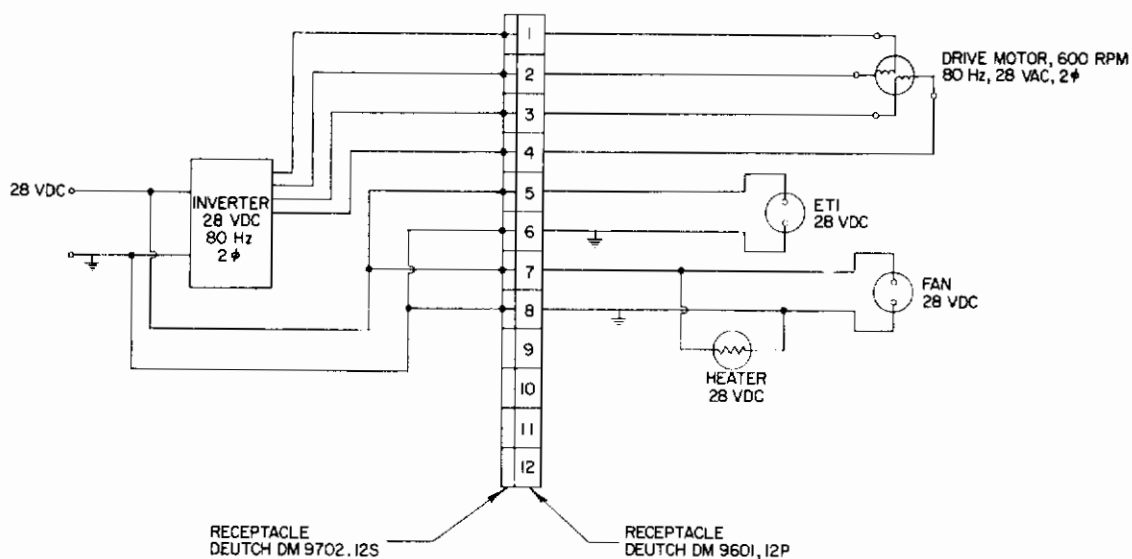 1
2
3
4
5
6
7
8
9
10
11
12
DRIVE MOTOR, 600 RPM
80 Hz, 28 VAC, 2ϕ
28 VDC
INVERTER
28 VDC
80 Hz
2ϕ
ETI
28 VDC
FAN
28 VDC
HEATER
28 VDC
RECEPTACLE
DEUTCH DM 9702, 12S
RECEPTACLE
DEUTCH DM 9601, 12P